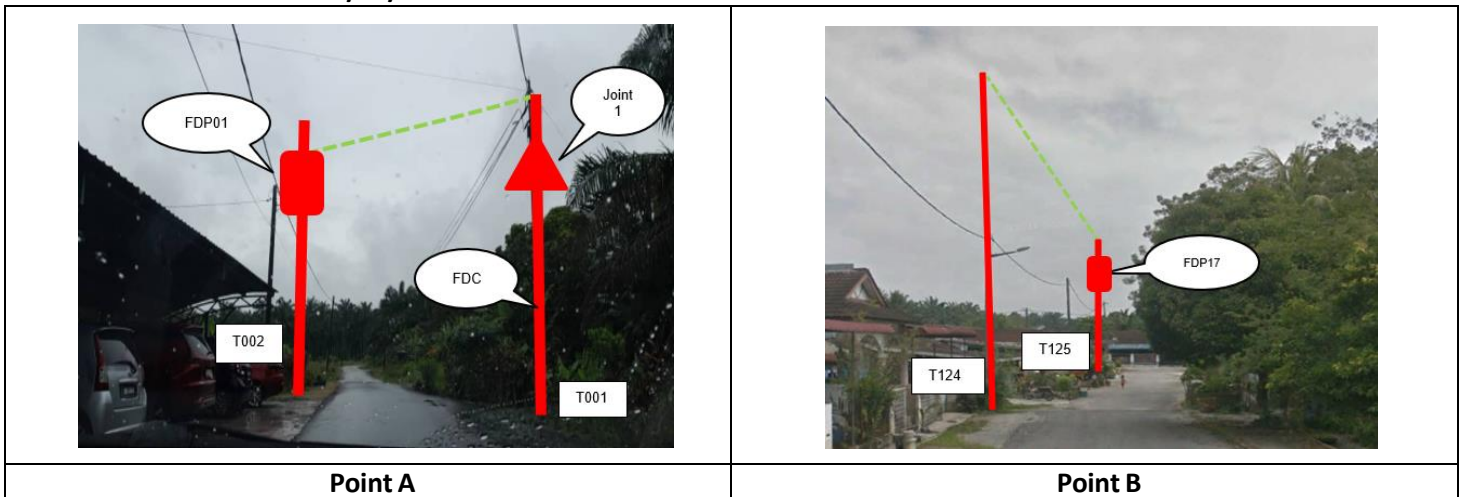 FDP01
Joint
1
FDC
T002
T001
FDP17
T125
T124
Point A
Point B